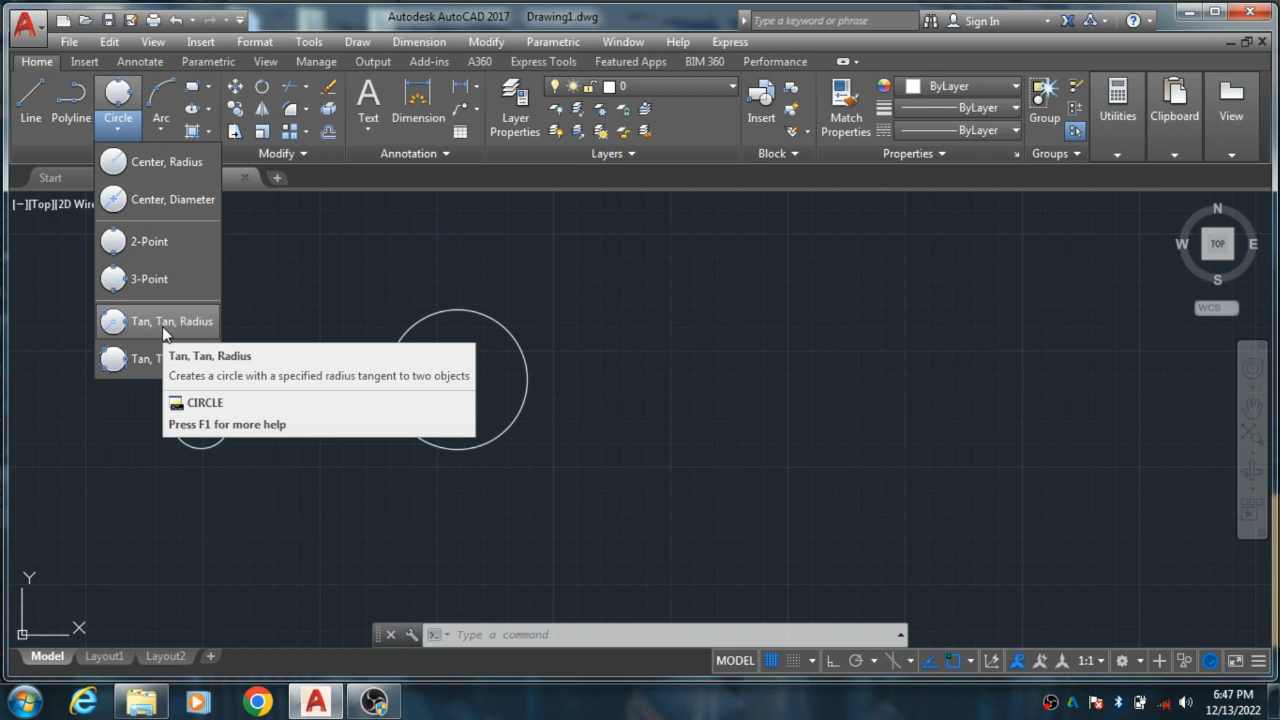 Autodesk AutoCAD 2017 Drawing1.dwg
Type a keyword or phrase
Sign In
File Edit View Insert Format Tools Draw Dimension Modify Parametric Window Help Express
Home Insert Annotate Parametric View Manage Output Add-ins A360 Express Tools Featured Apps BIM 360 Performance
0
ByLayer
ByLayer
ByLayer
Line Polyline Circle Arc Text Dimension Layer Properties Insert Match Properties Group Utilities Clipboard View
Modify Annotation Layers Block Properties Groups
Start
Center, Radius
Center, Diameter
2-Point
3-Point
Tan, Tan, Radius
Tan, T
[−][Top][2D Wire
Tan, Tan, Radius
Creates a circle with a specified radius tangent to two objects
CIRCLE
Press F1 for more help
N
W TOP E
S
WCS
Y
X
Type a command
Model Layout1 Layout2
MODEL
1:1
6:47 PM
12/13/2022